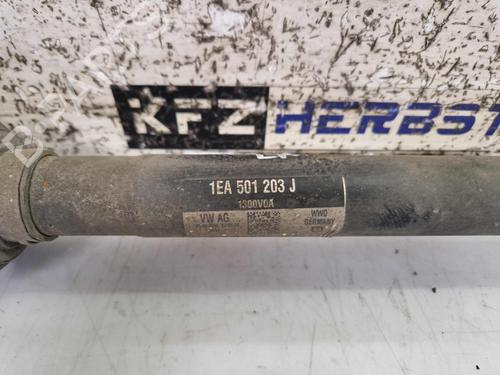 KFZ HERBST
1EA 501 203 J
1300V0A
VW AG
WWD
GERMANY